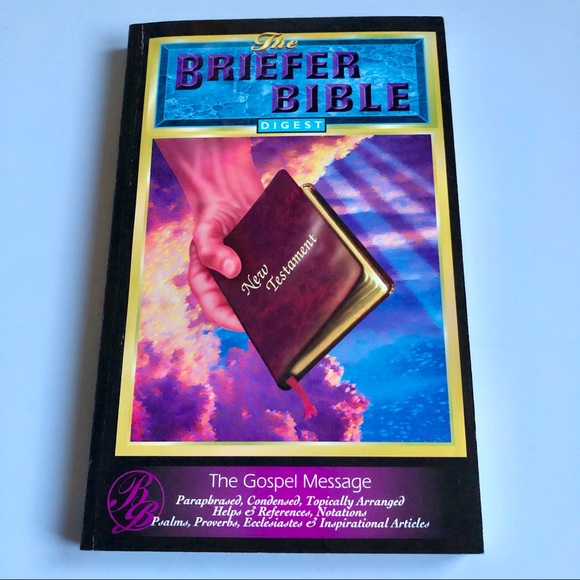 The
BRIEFER
BIBLE
DIGEST
New
Testament
The Gospel Message
Paraphrased, Condensed, Topically Arranged
Helps & References, Notations
Psalms, Proverbs, Ecclesiastes & Inspirational Articles
BB